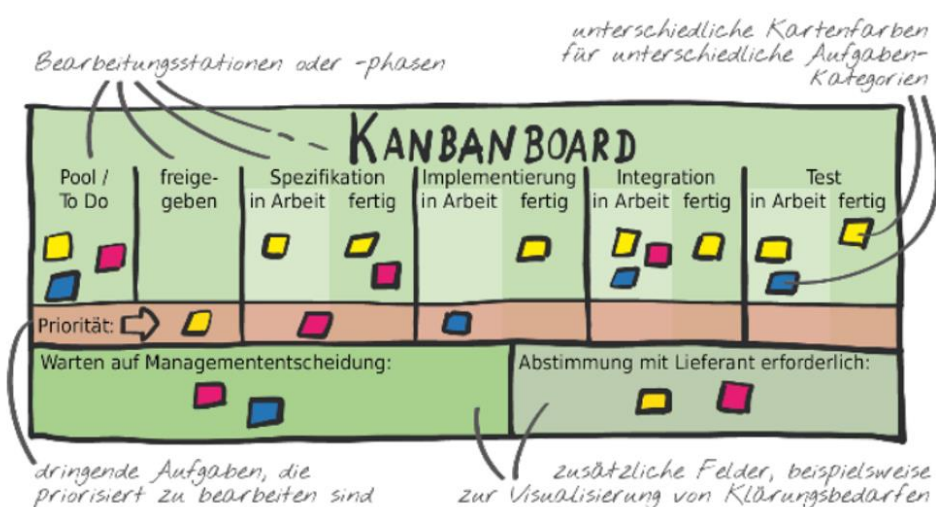 unterschiedliche Kartenfarben
für unterschiedliche Aufgaben-
Kategorien
Bearbeitungsstationen oder -phasen
KANBANBOARD
Pool /
To Do
freige-
geben
Spezifikation
in Arbeit fertig
Implementierung
in Arbeit fertig
Integration
in Arbeit fertig
Test
in Arbeit fertig
Priorität:
Warten auf Managemententscheidung:
Abstimmung mit Lieferant erforderlich:
dringende Aufgaben, die
priorisiert zu bearbeiten sind
zusätzliche Felder, beispielsweise
zur Visualisierung von Klärungsbedarfen